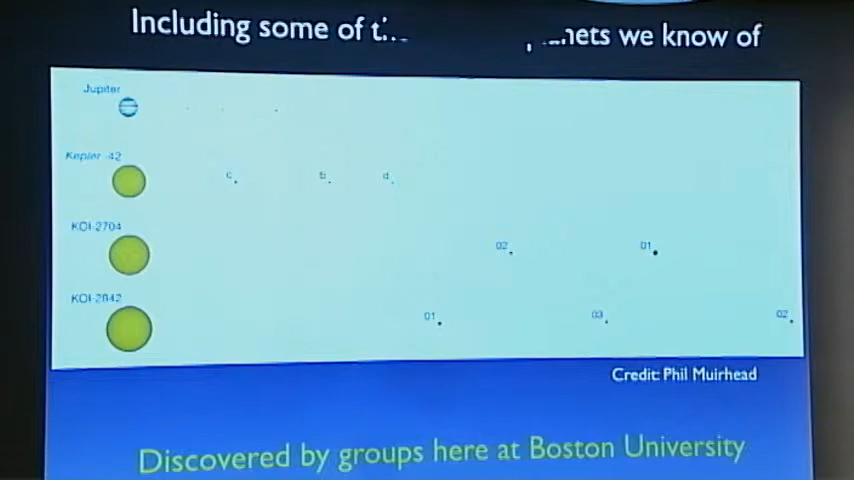 Including some of we know of
Jupiter
Kepler -42
c b d
KOI-2704
02 01
KOI-2842
01 03 02
Credit: Phil Muirhead
Discovered by groups here at Boston University